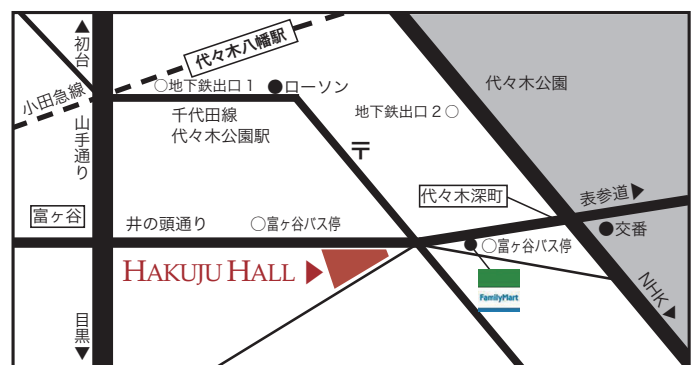 ▲初台
代々木八幡駅
小田急線
○地下鉄出口1
●ローソン
代々木公園
地下鉄出口2○
千代田線
代々木公園駅
山手通り
〒
代々木深町
表参道▶
富ヶ谷
井の頭通り
○富ヶ谷バス停
●交番
○富ヶ谷バス停
HAKUJU HALL ▶
FamilyMart
NHK▼
目黒▼